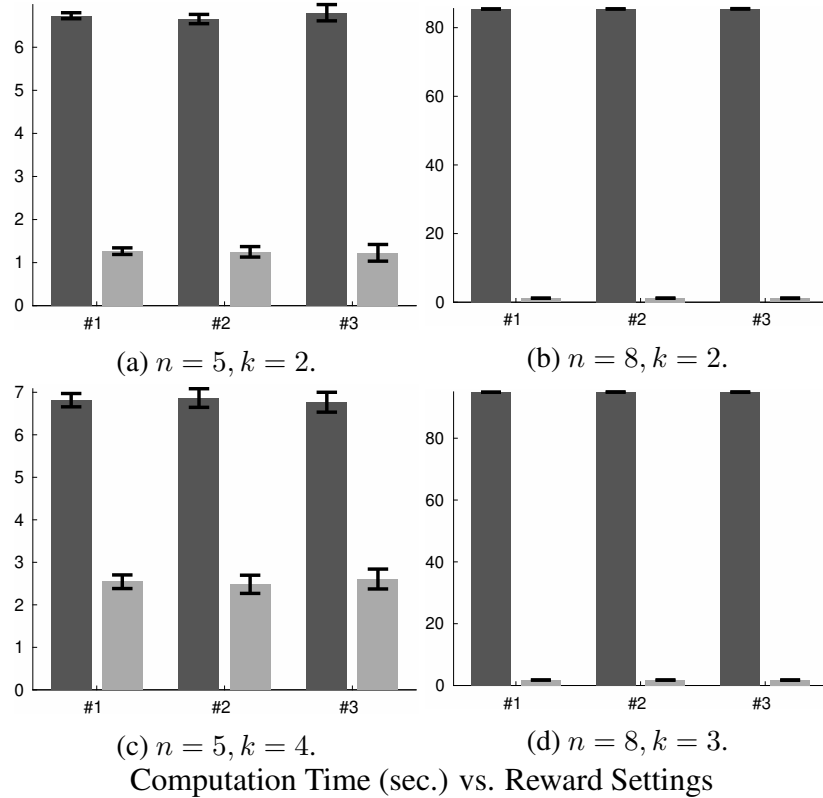 7
6
5
4
3
2
1
0
#1 #2 #3
(a) n = 5, k = 2.
80
60
40
20
0
#1 #2 #3
(b) n = 8, k = 2.
7
6
5
4
3
2
1
0
#1 #2 #3
(c) n = 5, k = 4.
80
60
40
20
0
#1 #2 #3
(d) n = 8, k = 3.
Computation Time (sec.) vs. Reward Settings